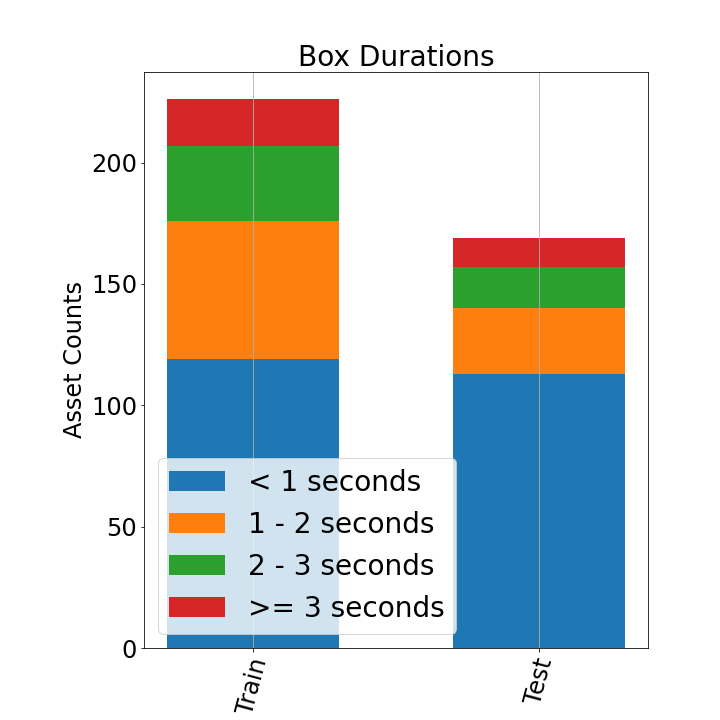 Box Durations
Asset Counts
200
150
100
50
0
< 1 seconds
1 - 2 seconds
2 - 3 seconds
>= 3 seconds
Train
Test